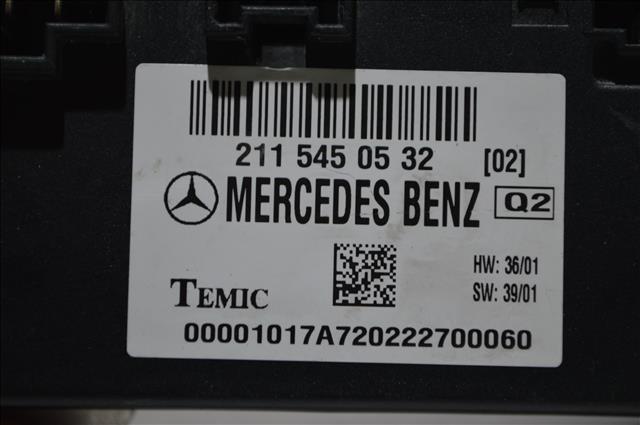 211 545 05 32 [02]
MERCEDES BENZ Q2
HW: 36/01
TEMIC SW: 39/01
00001017A720222700060